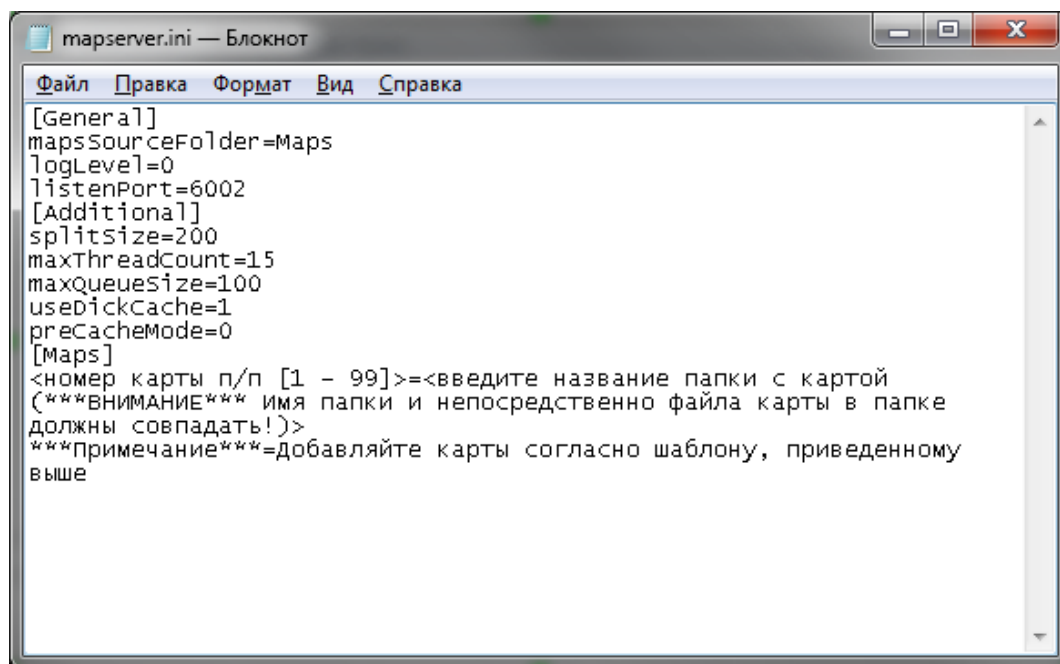 mapserver.ini — Блокнот
Файл Правка Формат Вид Справка
[General]
mapsSourceFolder=Maps
logLevel=0
listenPort=6002
[Additional]
splitSize=200
maxThreadCount=15
maxQueueSize=100
useDickCache=1
preCacheMode=0
[Maps]
<номер карты п/п [1 – 99]>=<введите название папки с картой
(***ВНИМАНИЕ*** Имя папки и непосредственно файла карты в папке
должны совпадать!)>
***Примечание***=Добавляйте карты согласно шаблону, приведенному
выше